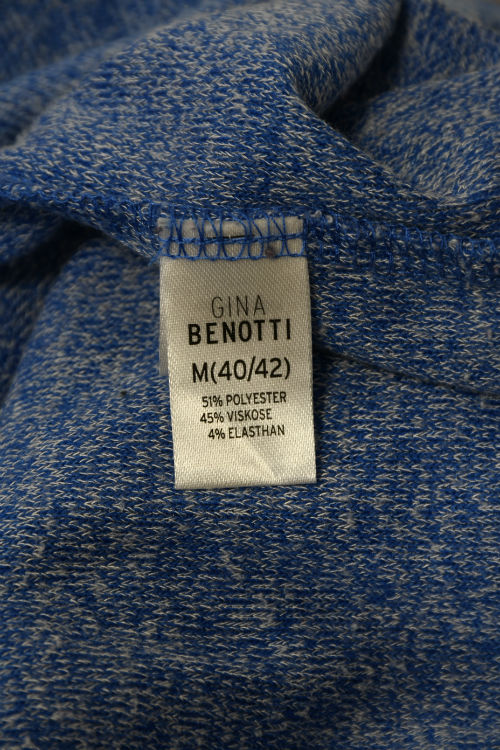 GINA
BENOTTI
M(40/42)
51% POLYESTER
45% VISKOSE
4% ELASTHAN